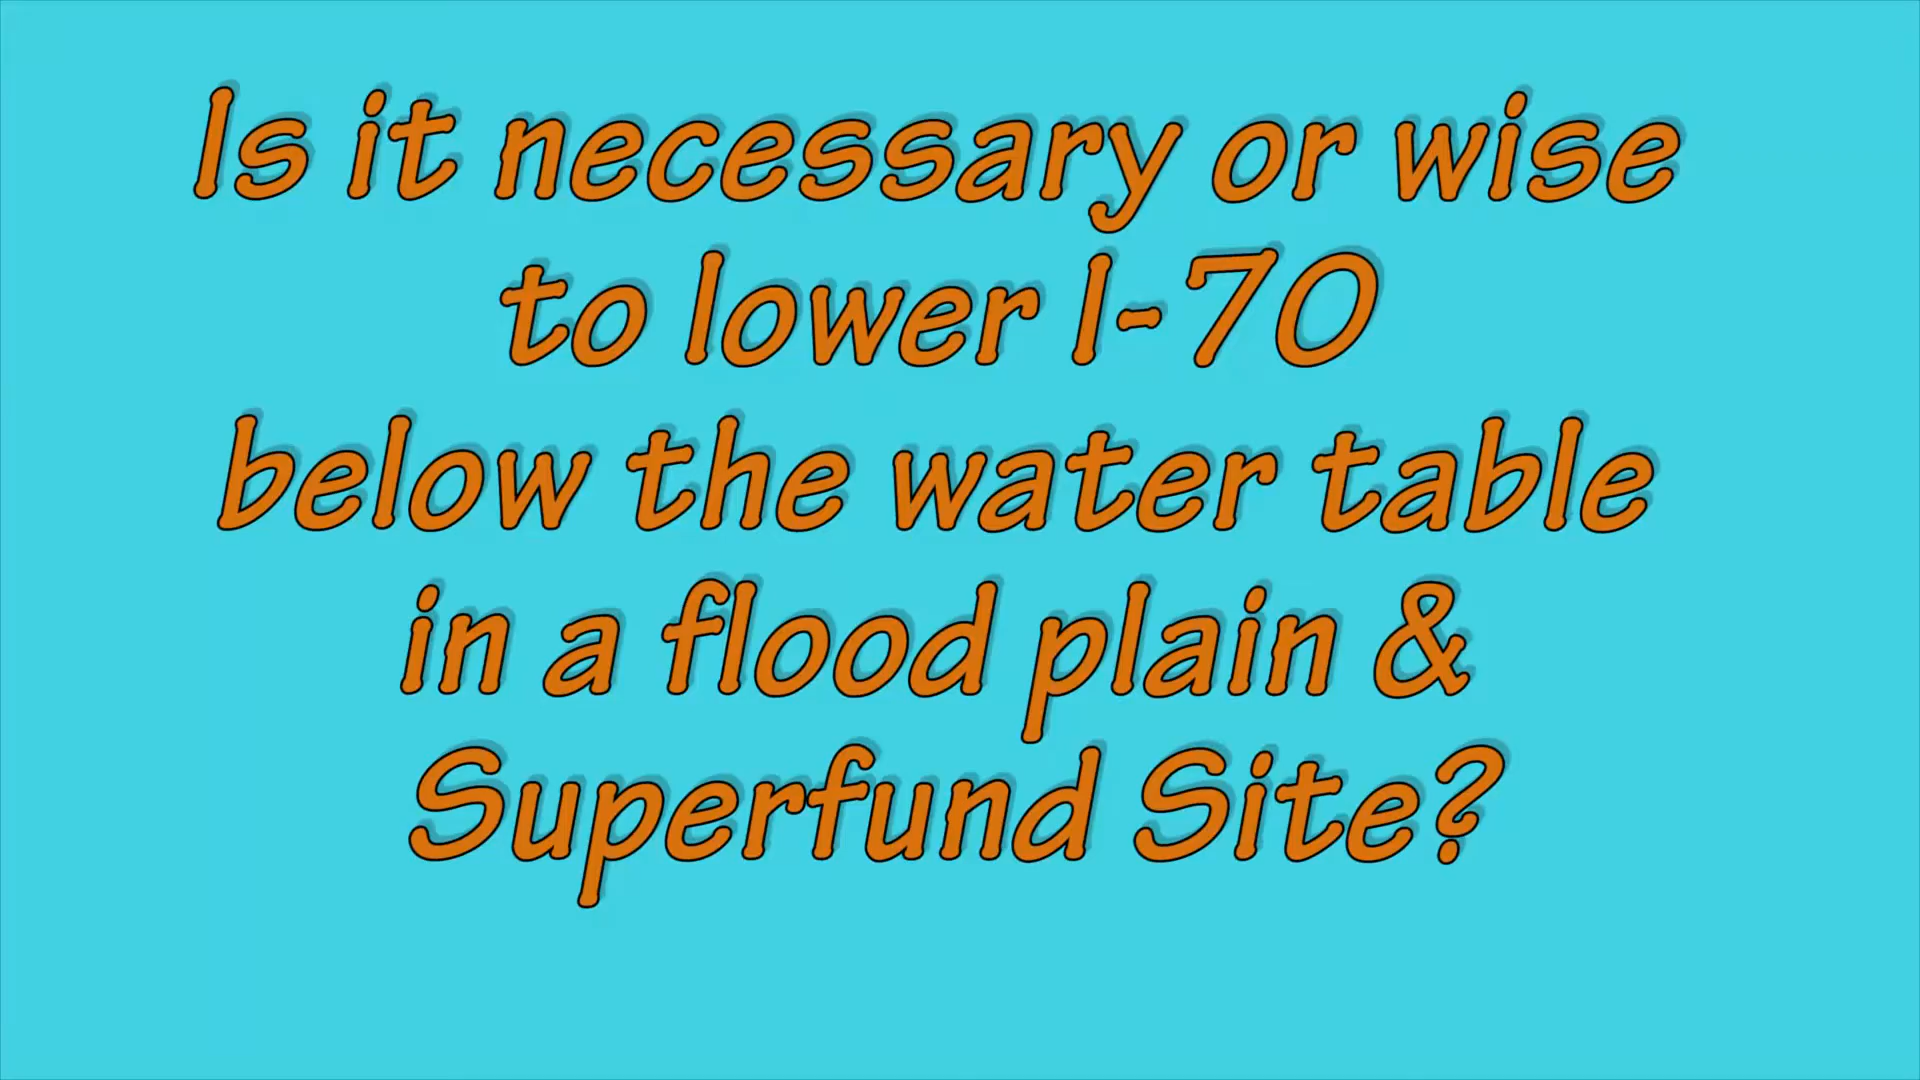 Is it necessary or wise
to lower I-70
below the water table
in a flood plain &
Superfund Site?